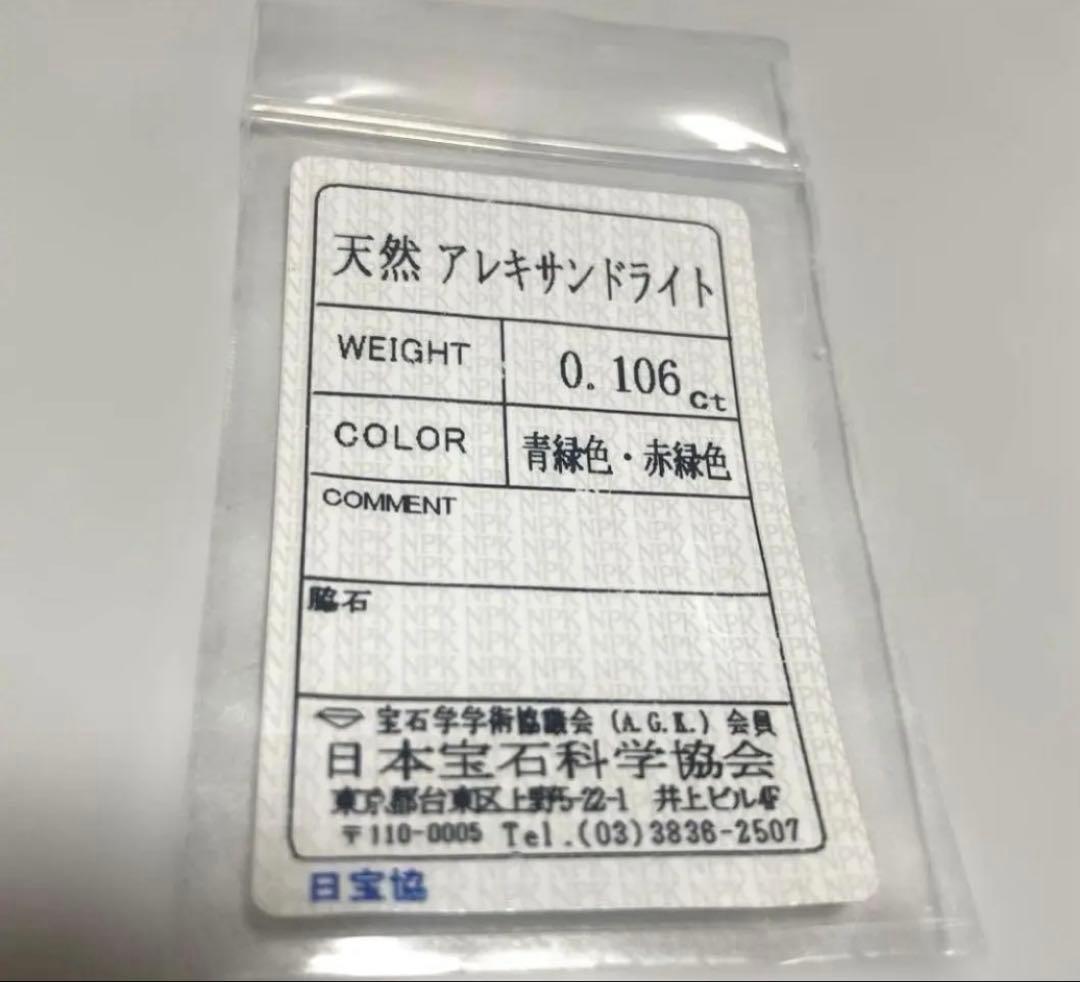 天然 アレキサンドライト
WEIGHT 0.106ct
COLOR 青緑色・赤緑色
COMMENT
脇石
宝石学学術協議会 (A.G.K.) 会員
日本宝石科学協会
東京都台東区上野5-22-1 井上ビル4F
〒110-0005 Tel.(03)3836-2507
日宝協